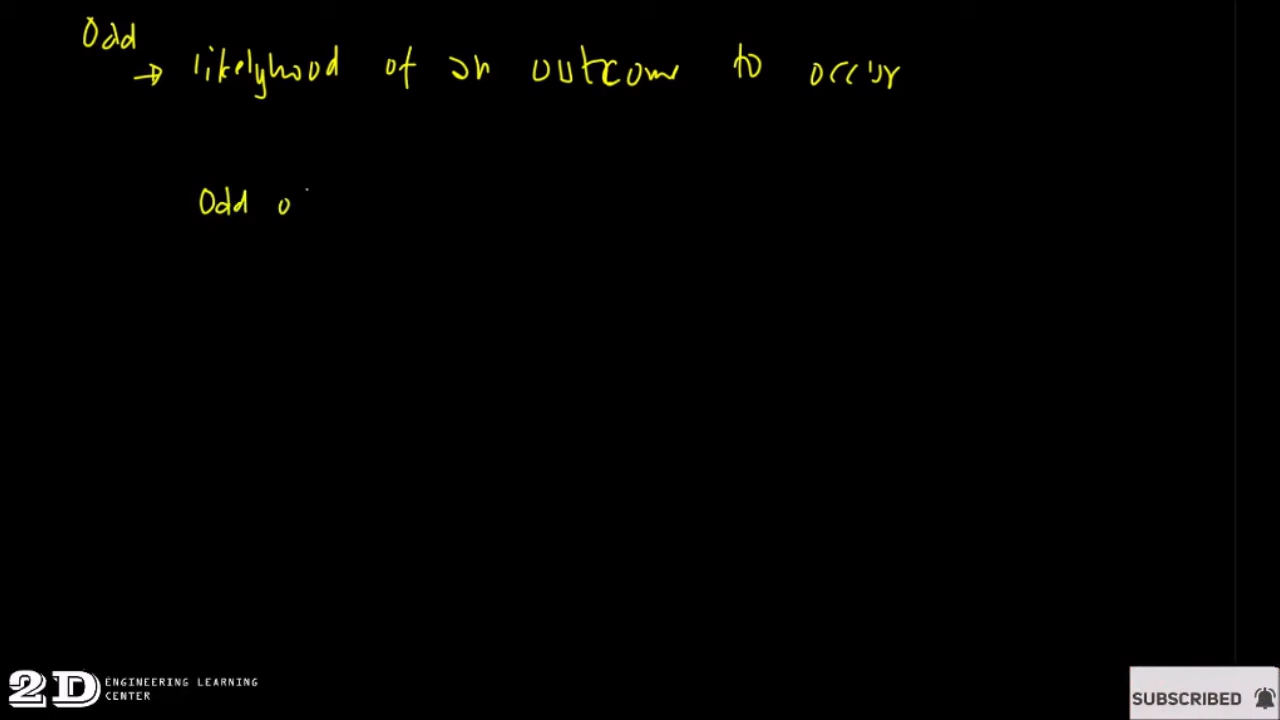 Odd
→ likelyhood of an outcome to occur
Odd o
2D ENGINEERING LEARNING
CENTER
SUBSCRIBED